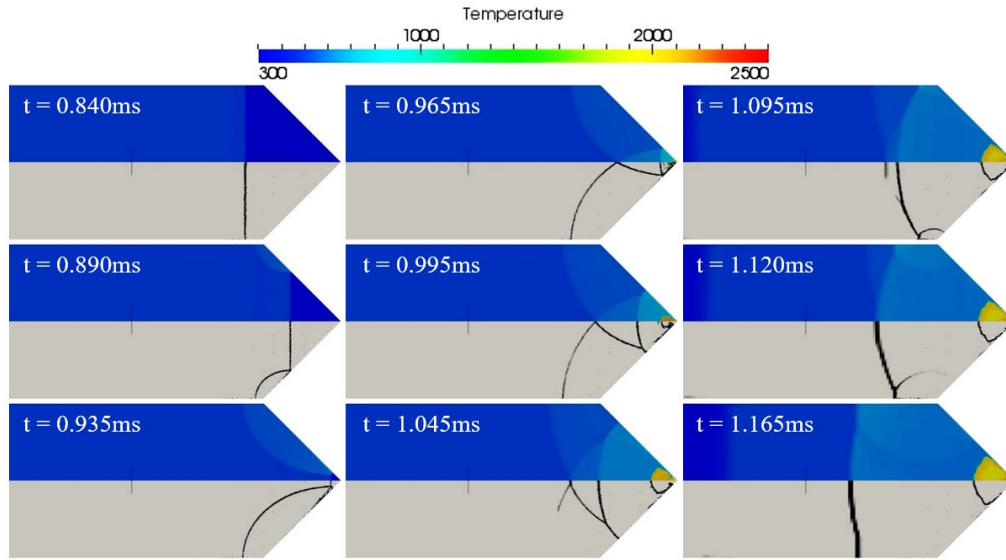 Temperature
1000 2000
300 2500
t = 0.840ms t = 0.965ms t = 1.095ms
t = 0.890ms t = 0.995ms t = 1.120ms
t = 0.935ms t = 1.045ms t = 1.165ms